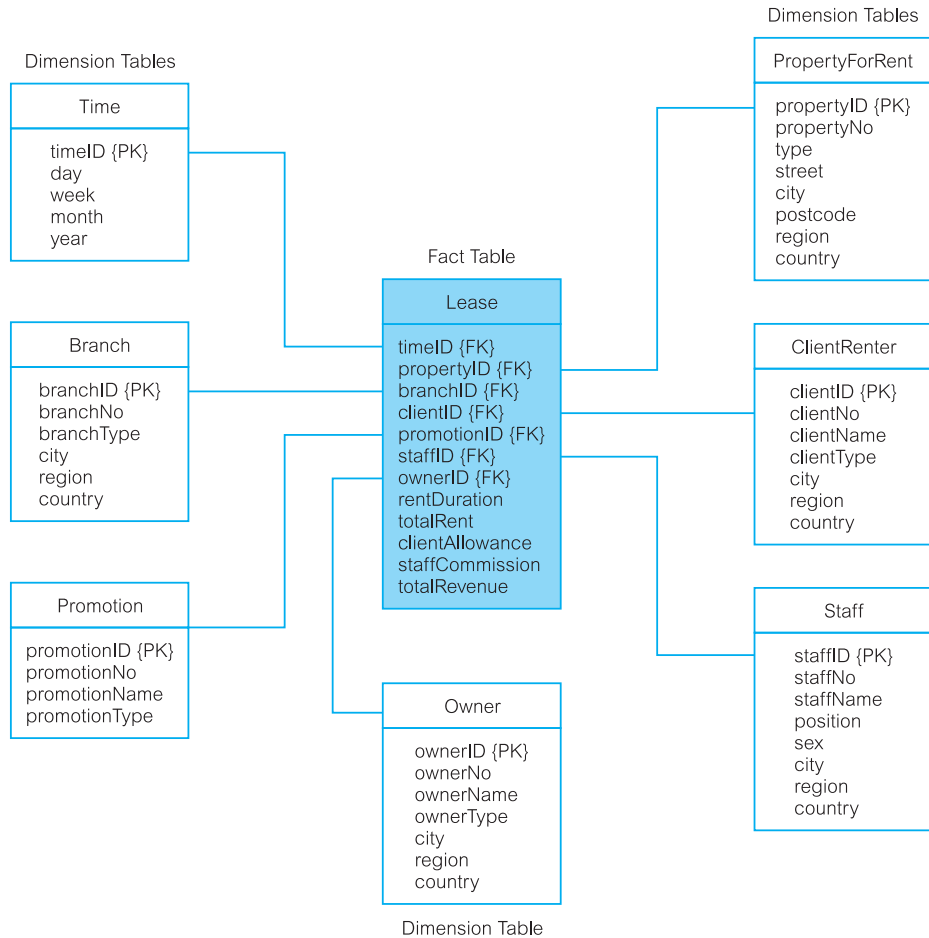 Dimension Tables
Time
timeID {PK}
day
week
month
year
Branch
branchID {PK}
branchNo
branchType
city
region
country
Promotion
promotionID {PK}
promotionNo
promotionName
promotionType
Fact Table
Lease
timeID {FK}
propertyID {FK}
branchID {FK}
clientID {FK}
promotionID {FK}
staffID {FK}
ownerID {FK}
rentDuration
totalRent
clientAllowance
staffCommission
totalRevenue
Owner
ownerID {PK}
ownerNo
ownerName
ownerType
city
region
country
Dimension Table
Dimension Tables
PropertyForRent
propertyID {PK}
propertyNo
type
street
city
postcode
region
country
ClientRenter
clientID {PK}
clientNo
clientName
clientType
city
region
country
Staff
staffID {PK}
staffNo
staffName
position
sex
city
region
country